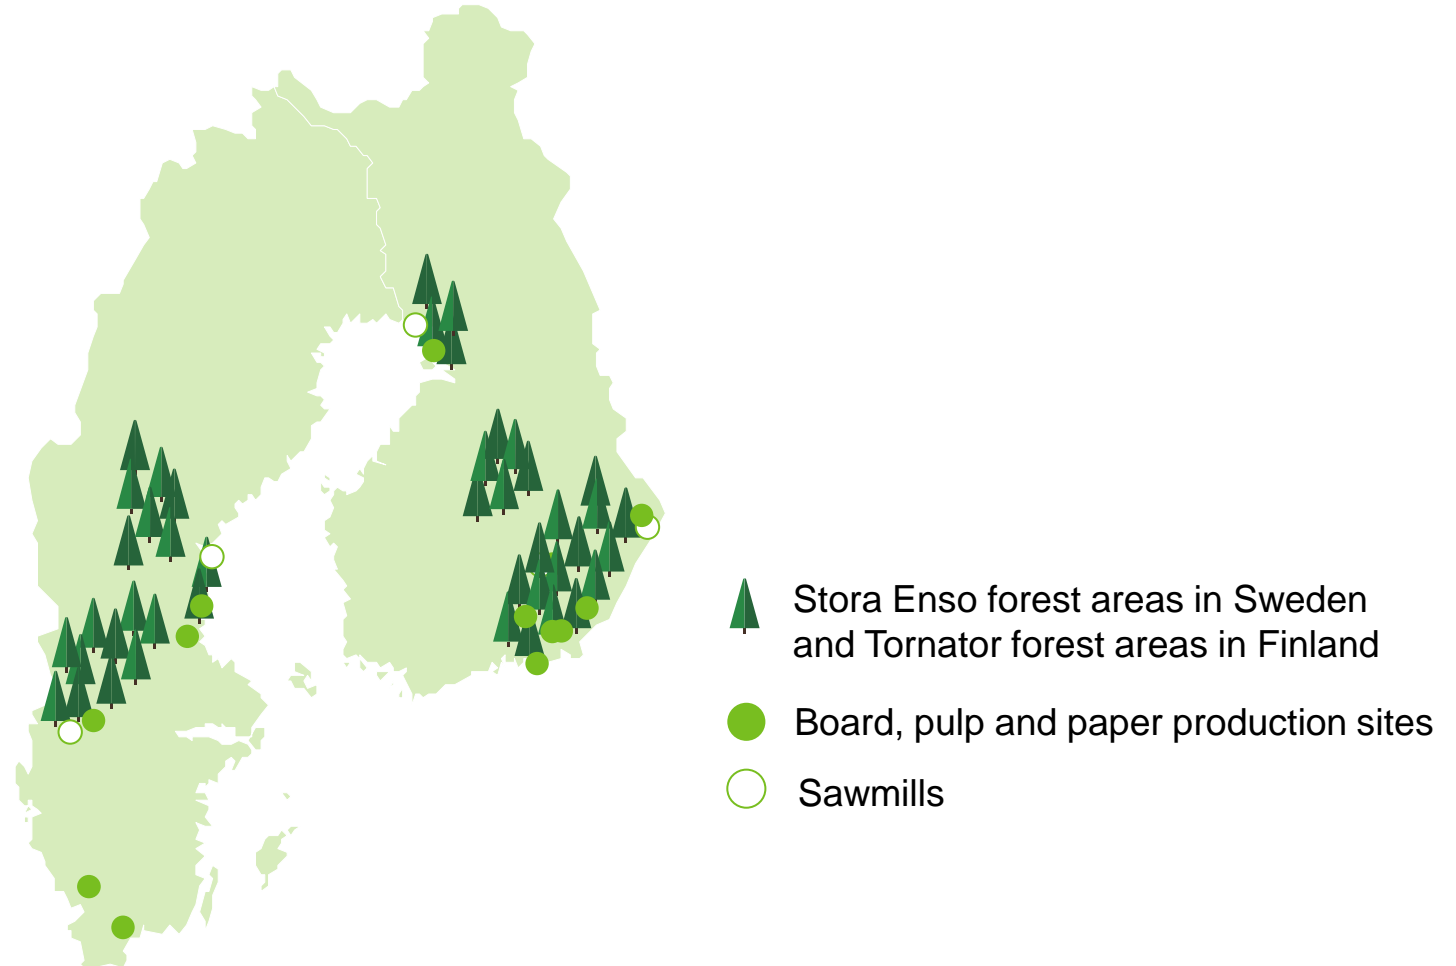 Stora Enso forest areas in Sweden
and Tornator forest areas in Finland
Board, pulp and paper production sites
Sawmills